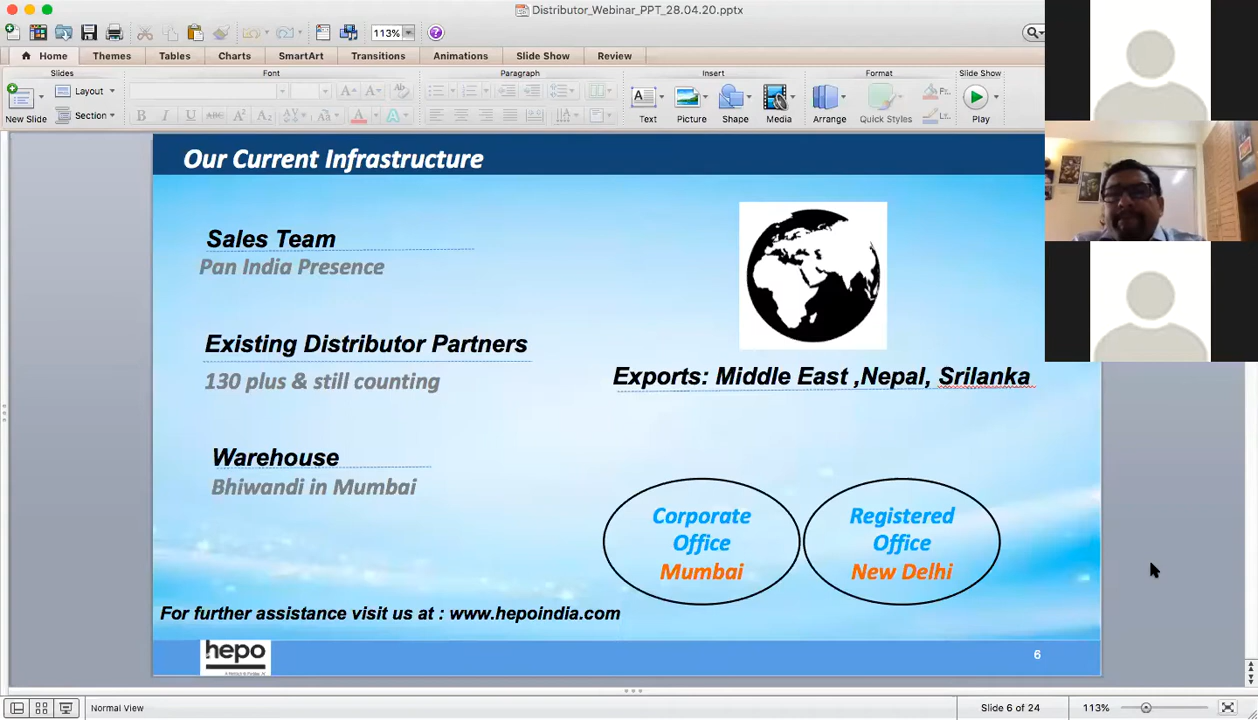 Distributor_Webinar_PPT_28.04.20.pptx
113%
Home Themes Tables Charts SmartArt Transitions Animations Slide Show Review
Slides Font Paragraph Insert Format Slide Show
New Slide Layout Section Text Picture Shape Media Arrange Quick Styles Play
Our Current Infrastructure
Sales Team
Pan India Presence
Existing Distributor Partners
130 plus & still counting
Exports: Middle East ,Nepal, Srilanka
Warehouse
Bhiwandi in Mumbai
Corporate
Office
Mumbai
Registered
Office
New Delhi
For further assistance visit us at : www.hepoindia.com
hepo
6
Normal View Slide 6 of 24 113%